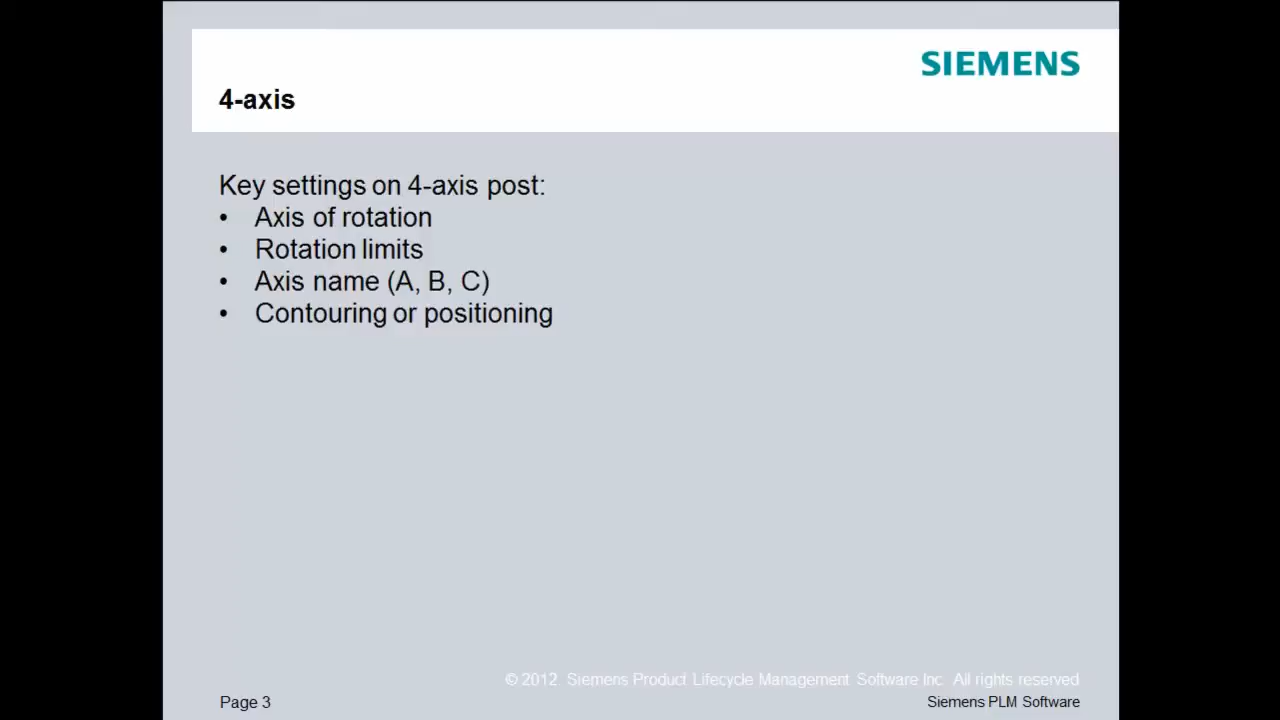 SIEMENS
4-axis
Key settings on 4-axis post:
• Axis of rotation
• Rotation limits
• Axis name (A, B, C)
• Contouring or positioning
© 2012. Siemens Product Lifecycle Management Software Inc. All rights reserved
Page 3
Siemens PLM Software